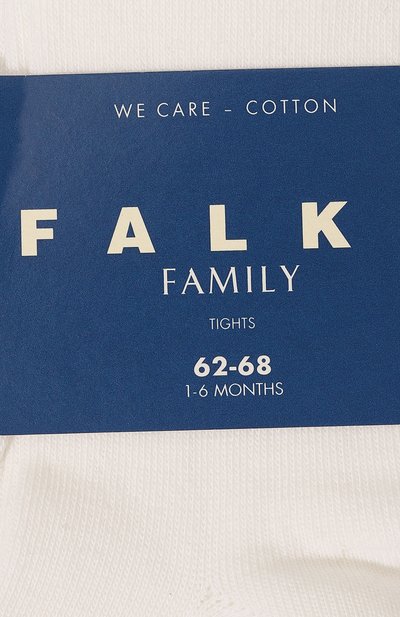 WE CARE – COTTON
FALK
FAMILY
TIGHTS
62-68
1-6 MONTHS